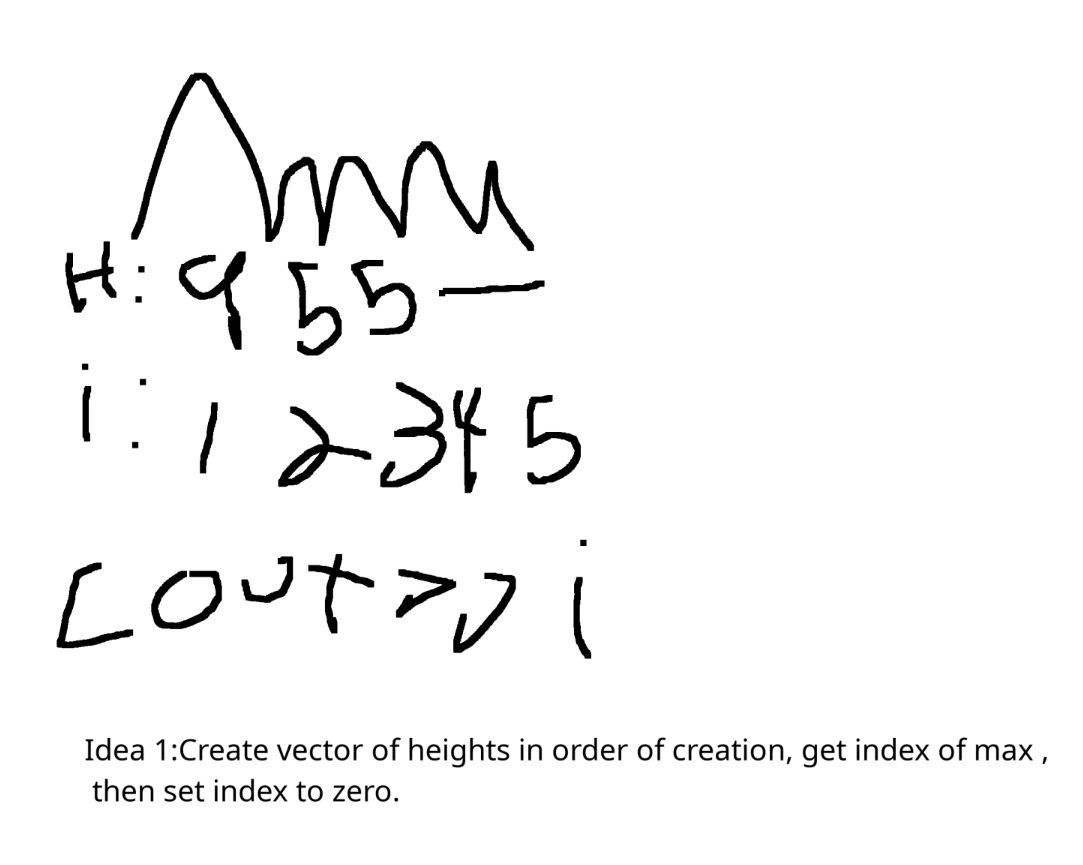 H: 9 5 5 —
i: 1 2 3 4 5
cout >> i
Idea 1:Create vector of heights in order of creation, get index of max ,
then set index to zero.